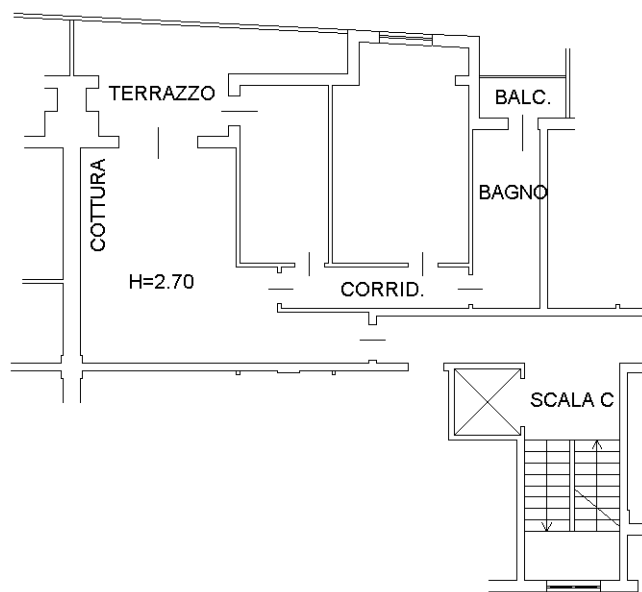 TERRAZZO
BALC.
COTTURA
BAGNO
H=2.70
CORRID.
SCALA C